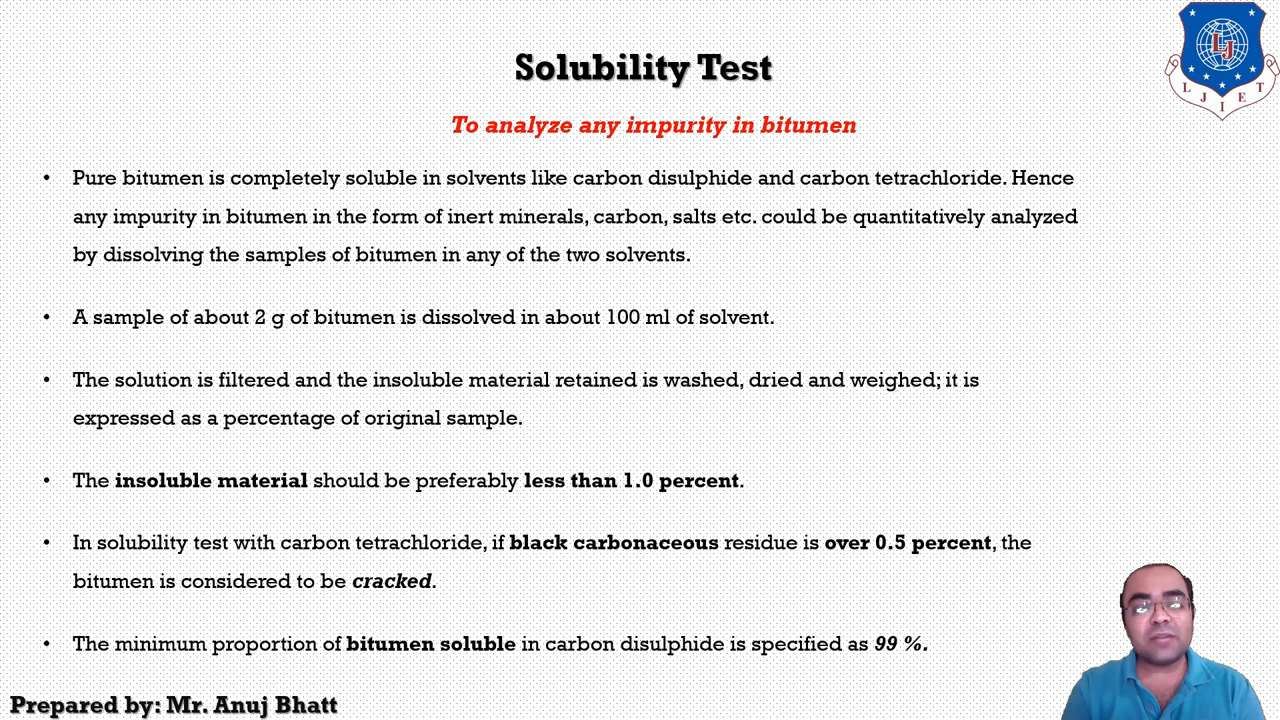 Solubility Test
To analyze any impurity in bitumen
LJ
L J I E T
• Pure bitumen is completely soluble in solvents like carbon disulphide and carbon tetrachloride. Hence
any impurity in bitumen in the form of inert minerals, carbon, salts etc. could be quantitatively analyzed
by dissolving the samples of bitumen in any of the two solvents.
• A sample of about 2 g of bitumen is dissolved in about 100 ml of solvent.
• The solution is filtered and the insoluble material retained is washed, dried and weighed; it is
expressed as a percentage of original sample.
• The insoluble material should be preferably less than 1.0 percent.
• In solubility test with carbon tetrachloride, if black carbonaceous residue is over 0.5 percent, the
bitumen is considered to be cracked.
• The minimum proportion of bitumen soluble in carbon disulphide is specified as 99 %.
Prepared by: Mr. Anuj Bhatt